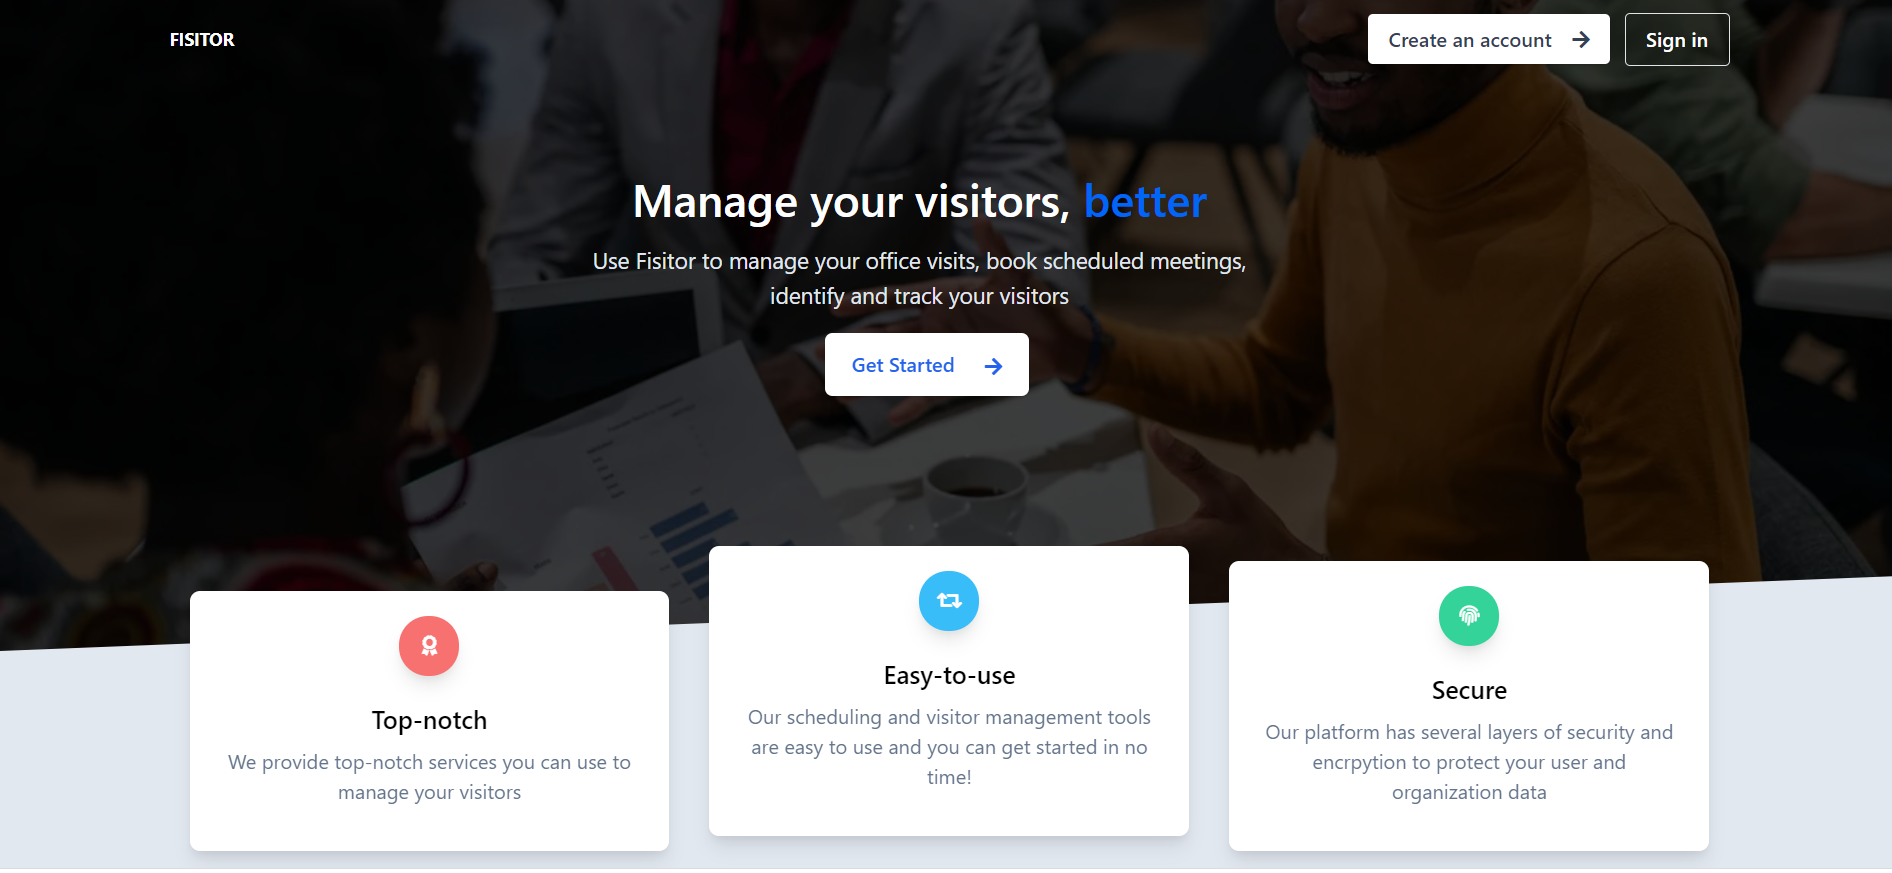 FISITOR
Create an account
Sign in
Manage your visitors, better
Use Fisitor to manage your office visits, book scheduled meetings,
identify and track your visitors
Get Started
Top-notch
We provide top-notch services you can use to
manage your visitors
Easy-to-use
Our scheduling and visitor management tools
are easy to use and you can get started in no
time!
Secure
Our platform has several layers of security and
encrpytion to protect your user and
organization data